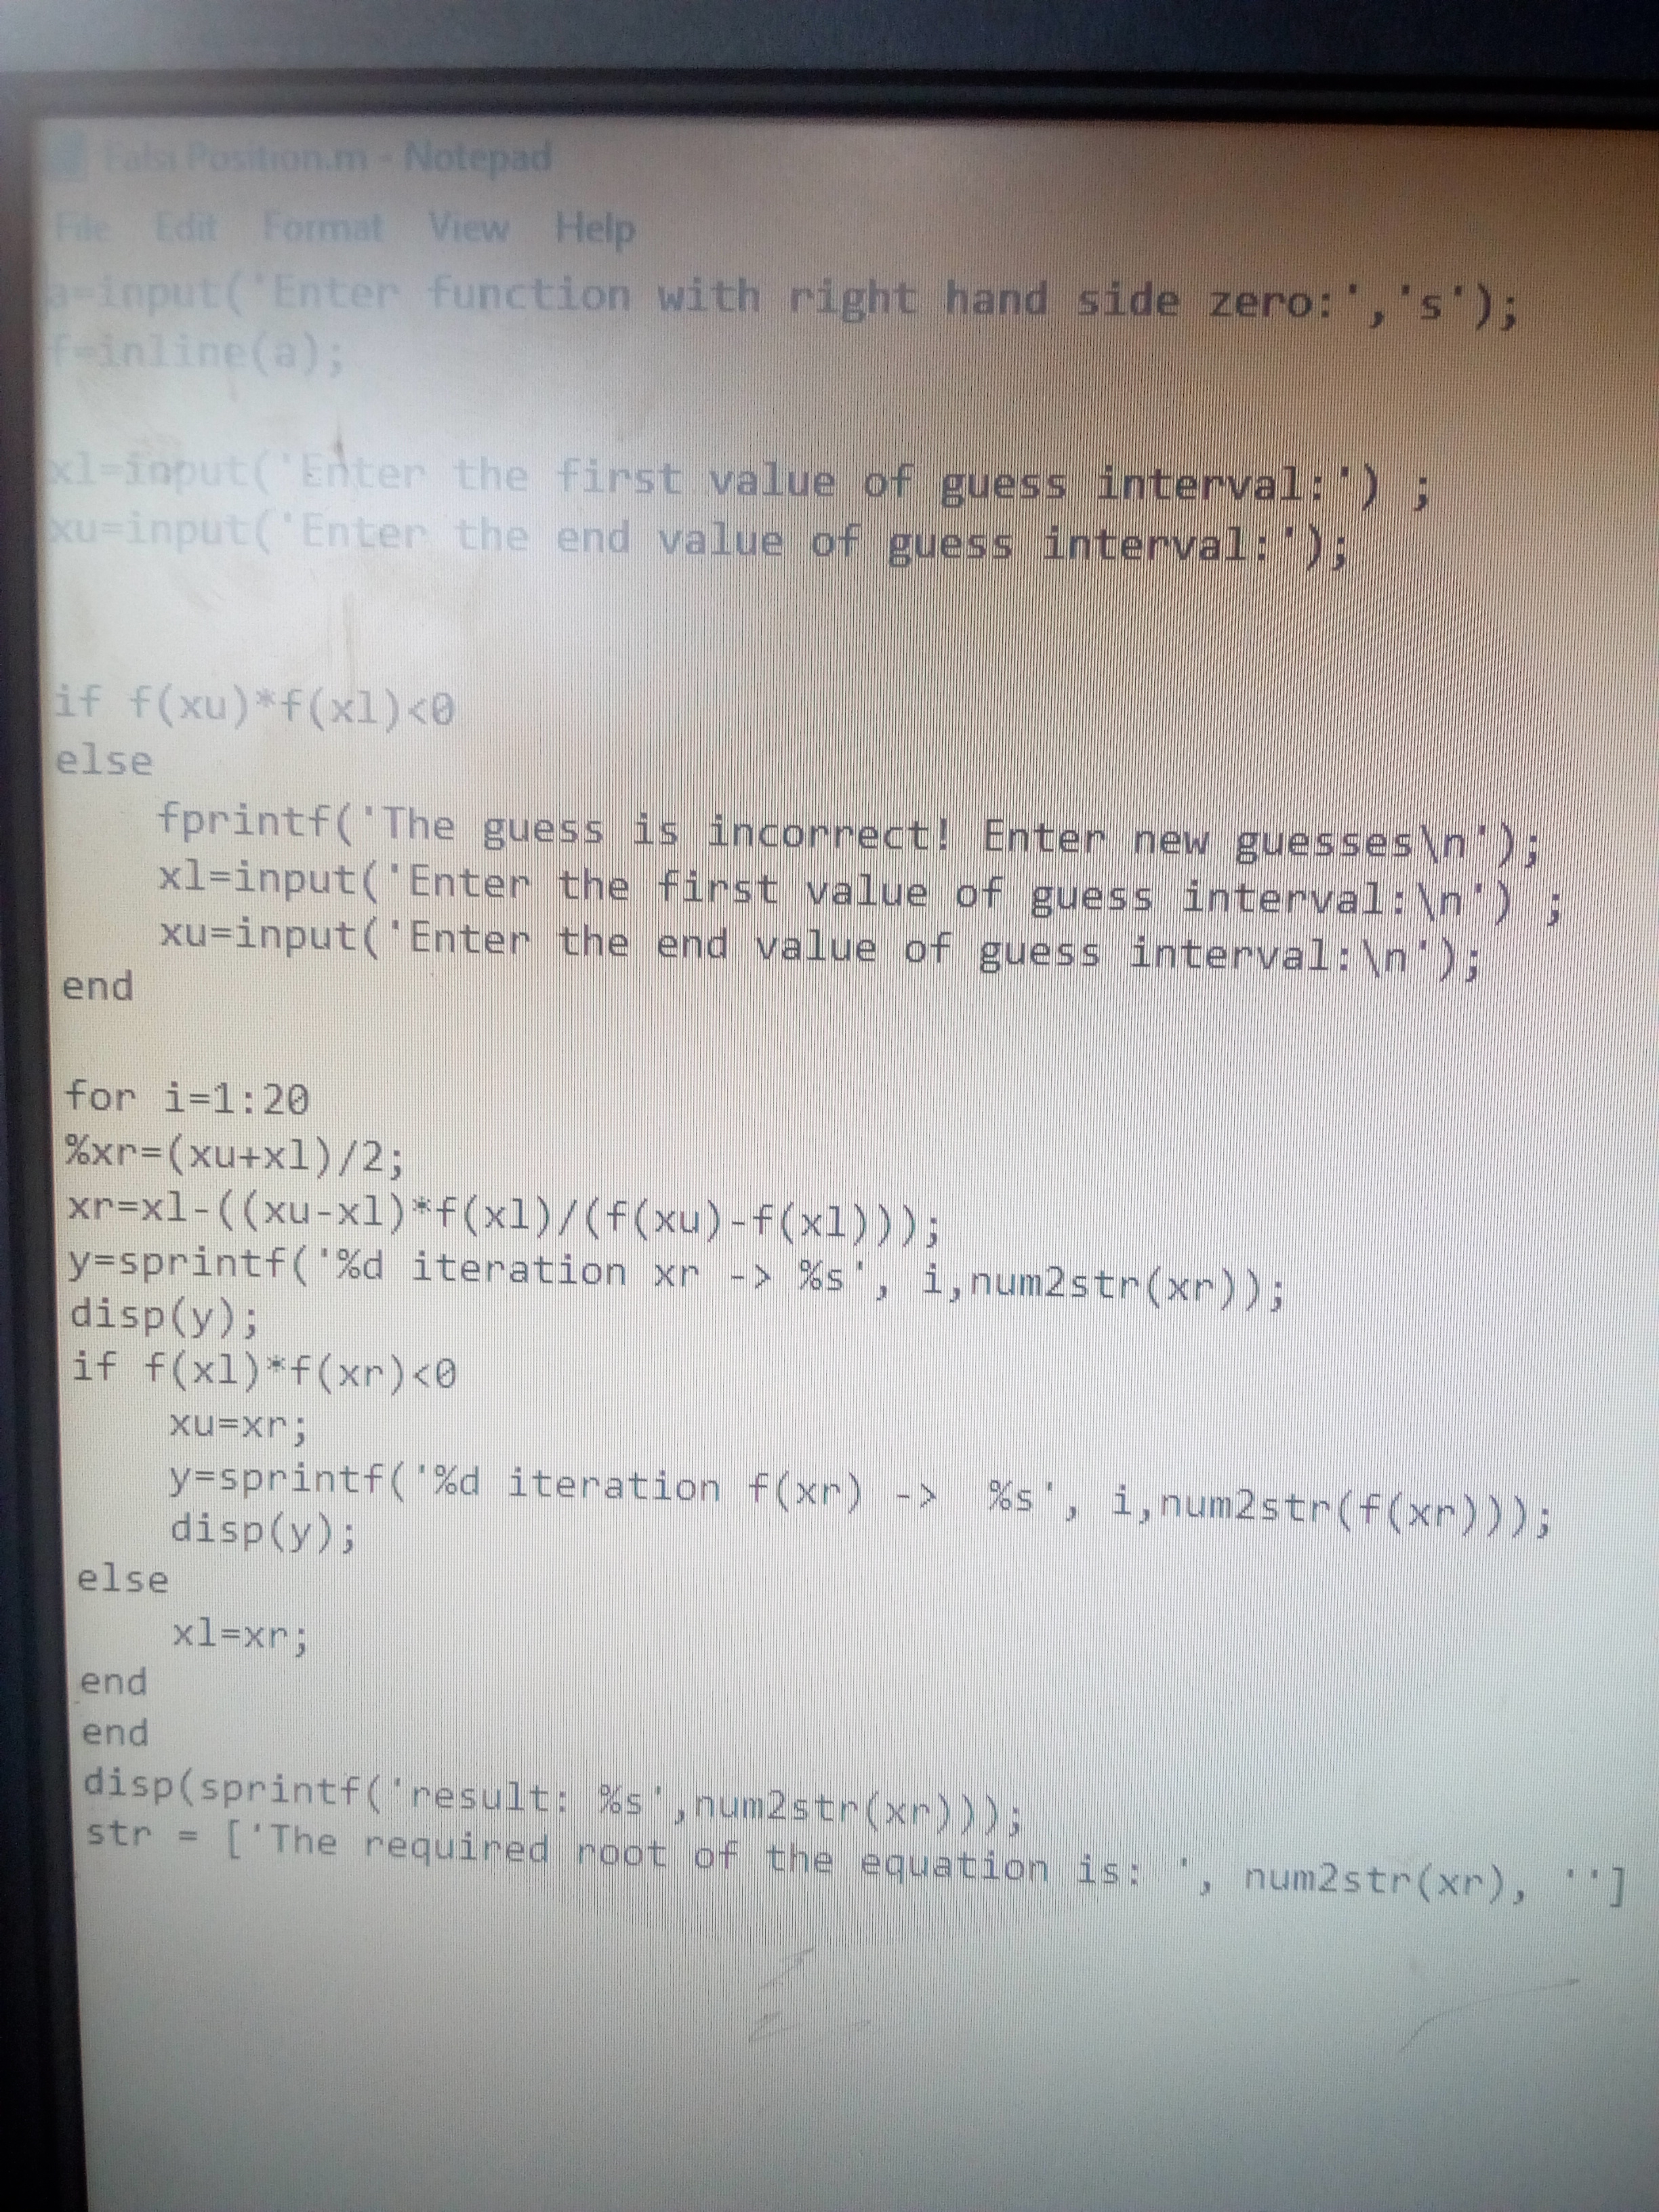 Falsi Position.m - Notepad
File Edit Format View Help
a=input('Enter function with right hand side zero:','s');
f=inline(a);
xl=input('Enter the first value of guess interval:') ;
xu=input('Enter the end value of guess interval:');
if f(xu)*f(xl)<0
else
    fprintf('The guess is incorrect! Enter new guesses\n');
    xl=input('Enter the first value of guess interval:\n') ;
    xu=input('Enter the end value of guess interval:\n');
end
for i=1:20
%xr=(xu+xl)/2;
xr=xl-((xu-xl)*f(xl)/(f(xu)-f(xl)));
y=sprintf('%d iteration xr -> %s', i,num2str(xr));
disp(y);
if f(xl)*f(xr)<0
    xu=xr;
    y=sprintf('%d iteration f(xr) ->  %s', i,num2str(f(xr)));
    disp(y);
else
    xl=xr;
end
end
disp(sprintf('result: %s',num2str(xr)));
str = ['The required root of the equation is: ', num2str(xr), '']